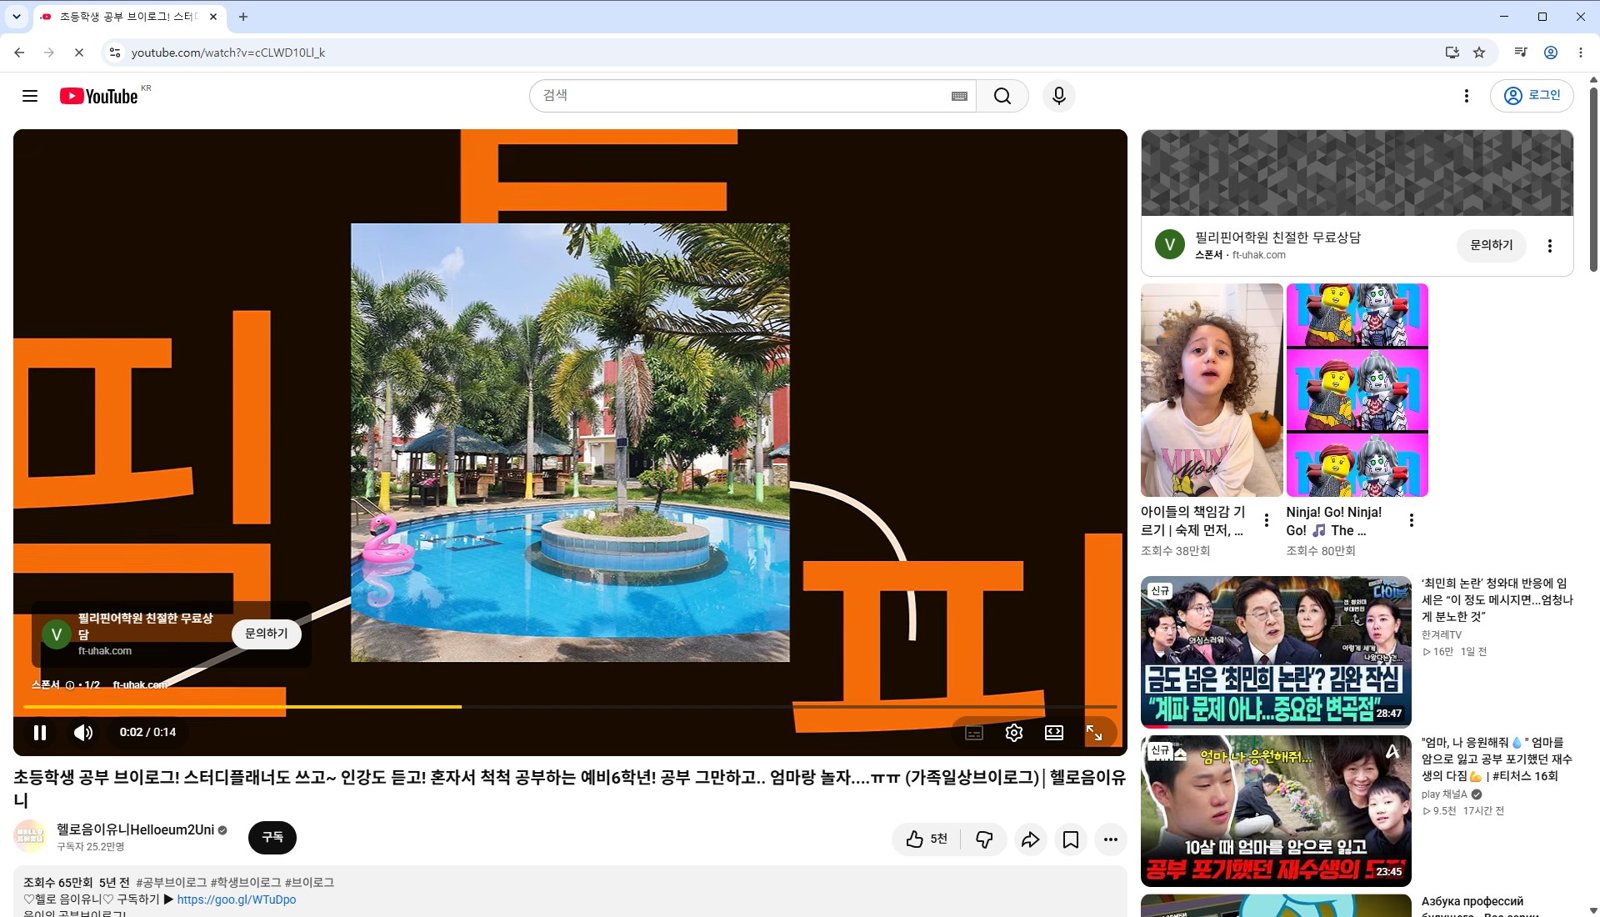 초등학생 공부 브이로그! 스터디
youtube.com/watch?v=cCLWD10Ll_k
YouTube KR
검색
로그인
필리핀어학원 친절한 무료상담
ft-uhak.com
V
문의하기
스폰서 · 1/2 ft-uhak.com
0:02 / 0:14
초등학생 공부 브이로그! 스터디플래너도 쓰고~ 인강도 듣고! 혼자서 척척 공부하는 예비6학년! 공부 그만하고.. 엄마랑 놀자....ㅠㅠ (가족일상브이로그)│헬로음이유니
헬로음이유니Helloeum2Uni
구독자 25.2만명
구독
5천
조회수 65만회 5년 전 #공부브이로그 #학생브이로그 #브이로그
♡헬로 음이유니♡ 구독하기 ▶ https://goo.gl/WTuDpo
음이의 공부브이로그!
V
필리핀어학원 친절한 무료상담
스폰서 · ft-uhak.com
문의하기
아이들의 책임감 기르기 | 숙제 먼저, ...
조회수 38만회
Ninja! Go! Ninja! Go! 🎵 The ...
조회수 80만회
신규
금도 넘은 '최민희 논란'? 김완 작심
"계파 문제 아냐...중요한 변곡점"
28:47
'최민희 논란' 청와대 반응에 임세은 "이 정도 메시지면...엄청나게 분노한 것"
한겨레TV
16만 1일 전
신규
엄마, 나 응원해줘...
10살 때 엄마를 암으로 잃고
공부 포기했던 재수생의
23:45
"엄마, 나 응원해줘💧" 엄마를 암으로 잃고 공부 포기했던 재수생의 다짐💪 | #티처스 16회
play 채널A
9.5천 17시간 전
Азбука профессий